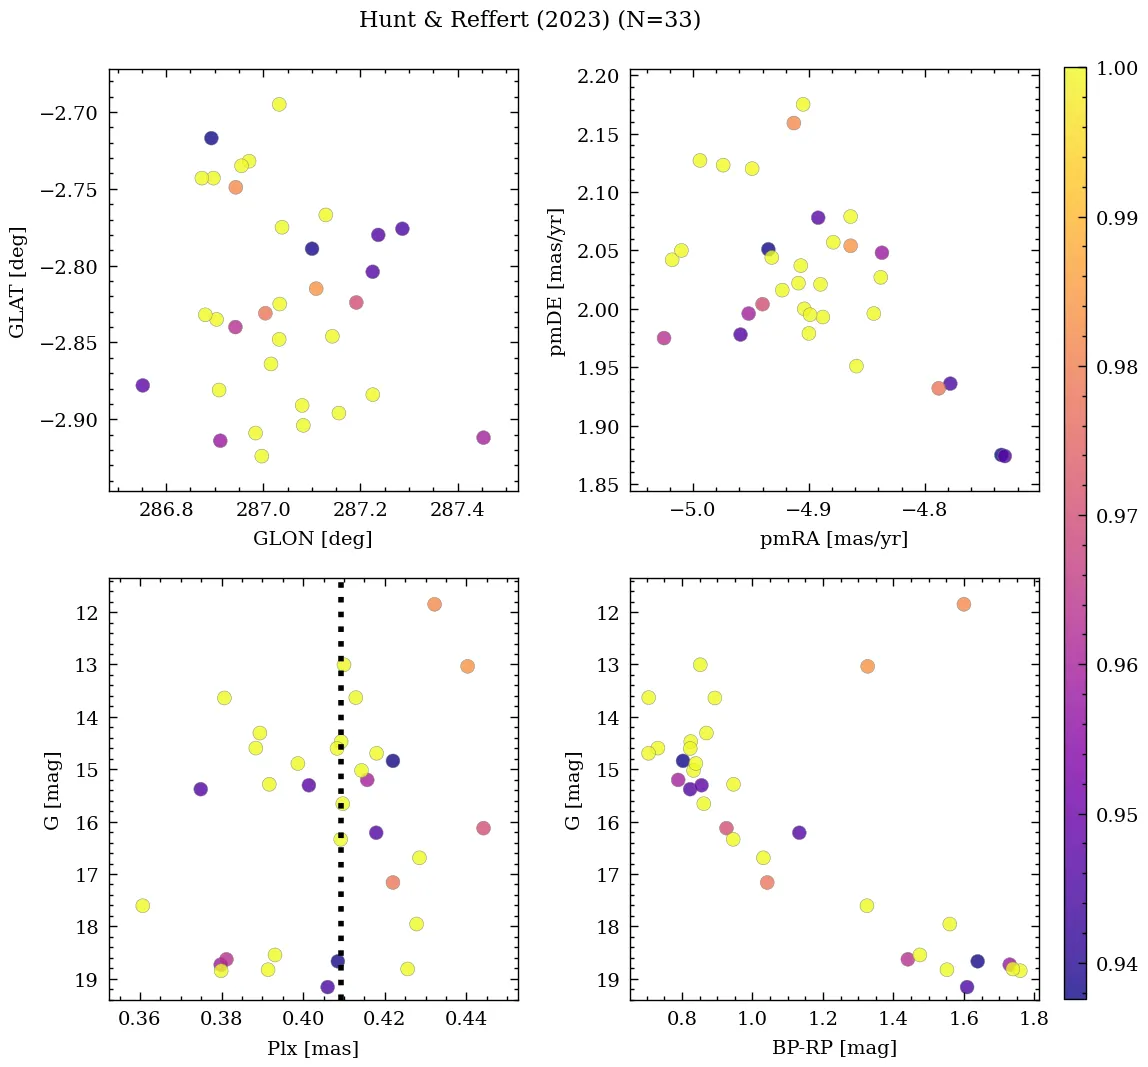 Hunt & Reffert (2023) (N=33)
−2.70
−2.75
−2.80
−2.85
−2.90
GLAT [deg]
286.8 287.0 287.2 287.4
GLON [deg]
2.20
2.15
2.10
2.05
2.00
1.95
1.90
1.85
pmDE [mas/yr]
−5.0 −4.9 −4.8
pmRA [mas/yr]
12
13
14
15
16
17
18
19
G [mag]
0.36 0.38 0.40 0.42 0.44
Plx [mas]
12
13
14
15
16
17
18
19
G [mag]
0.8 1.0 1.2 1.4 1.6 1.8
BP-RP [mag]
1.00
0.99
0.98
0.97
0.96
0.95
0.94